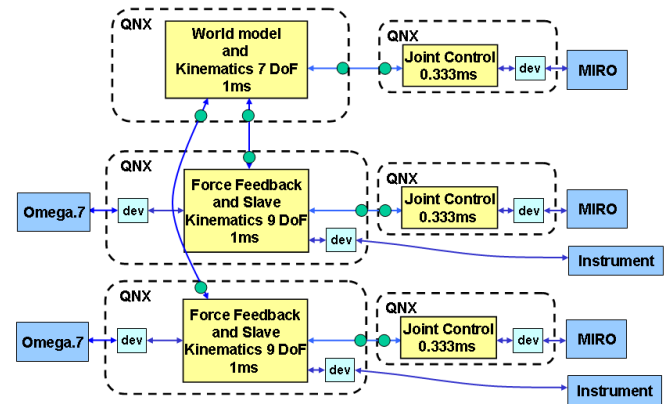 QNX
World model
and
Kinematics 7 DoF
1ms
QNX
Joint Control
0.333ms
dev
MIRO
QNX
Omega.7
dev
Force Feedback
and Slave
Kinematics 9 DoF
1ms
dev
QNX
Joint Control
0.333ms
dev
MIRO
Instrument
QNX
Omega.7
dev
Force Feedback
and Slave
Kinematics 9 DoF
1ms
dev
QNX
Joint Control
0.333ms
dev
MIRO
Instrument